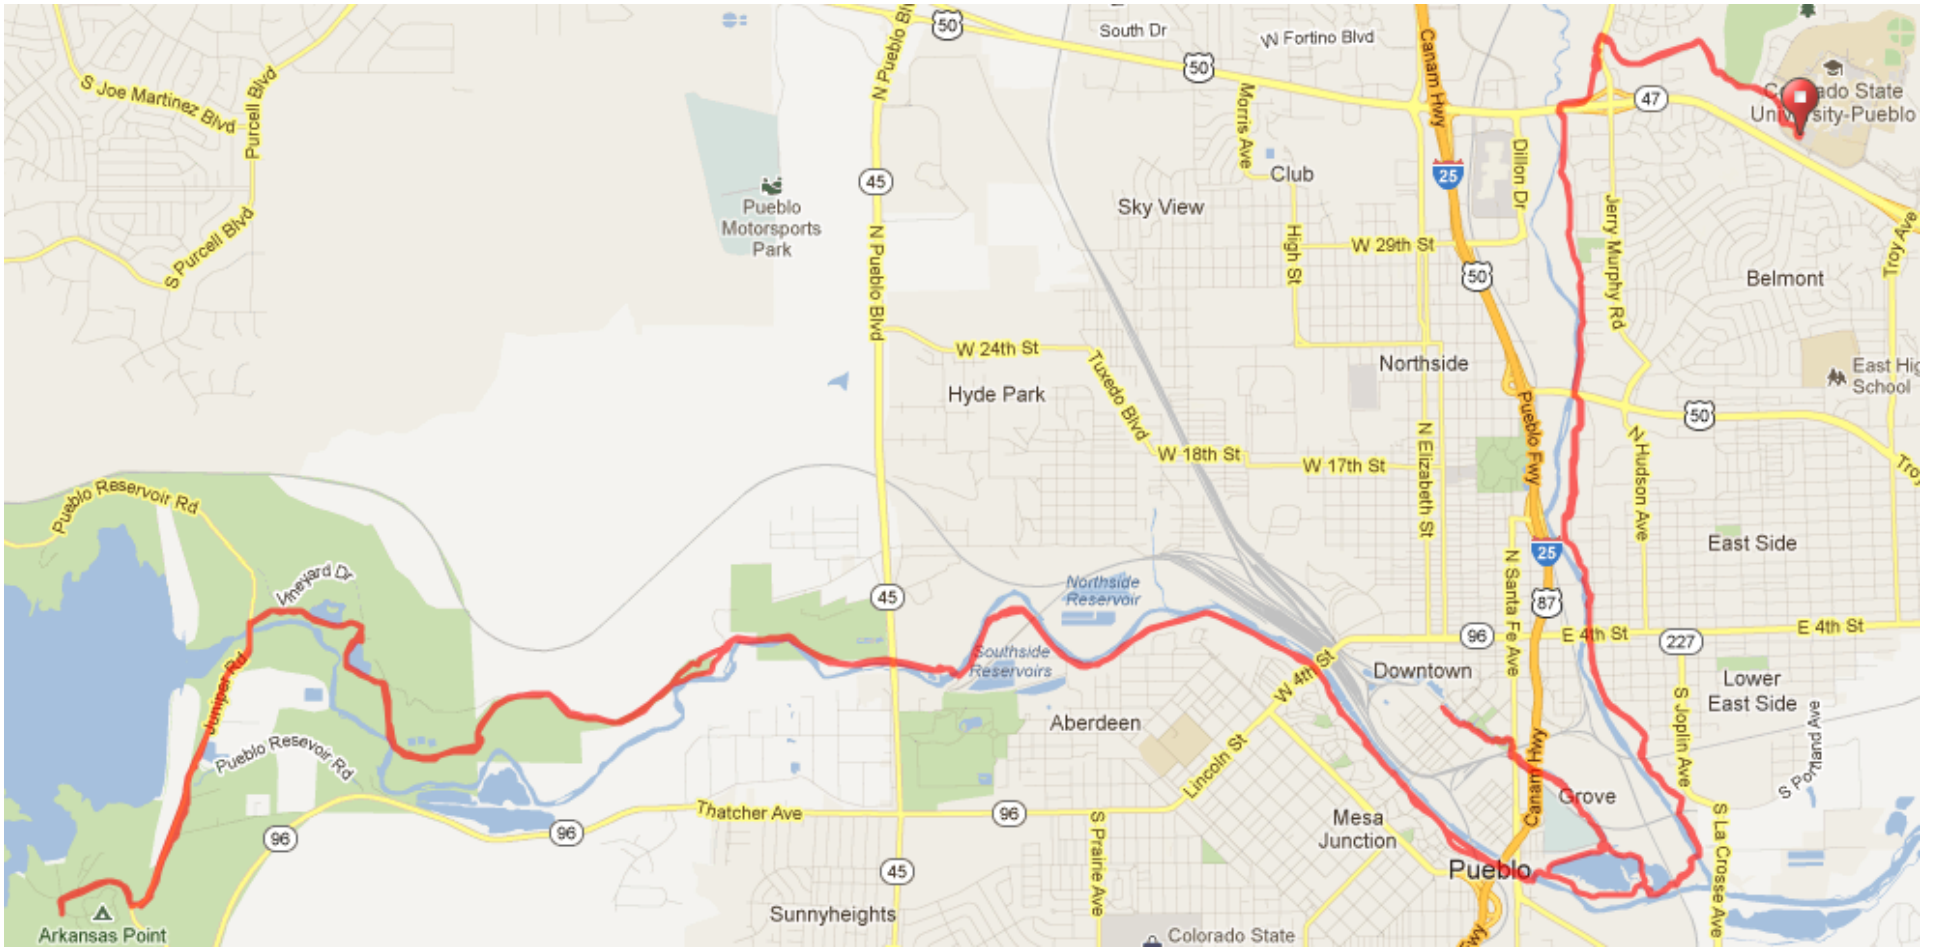 South Dr
W Fortino Blvd
50
N Pueblo Blv
50
Canam Hwy
S Joe Martinez Blvd
Purcell Blvd
Morris Ave
47
Colorado State
University-Pueblo
45
Pueblo
Motorsports
Park
Club
25
Dillon Dr
Sky View
Jerry Murphy Rd
Troy Ave
S Purcell Blvd
N Pueblo Blvd
High St
W 29th St
50
Belmont
W 24th St
Tuxedo Blvd
Northside
East Hig
School
Hyde Park
Pueblo Fwy
50
W 18th St
W 17th St
N Elizabeth St
N Hudson Ave
Troy
Pueblo Reservoir Rd
25
East Side
Vineyard Dr
Northside
Reservoir
N Santa Fe Ave
45
87
96
E 4th St
227
E 4th St
Southside
Reservoirs
W 4th St
Downtown
Juniper Rd
Lower
East Side
S Joplin Ave
S Portland Ave
Aberdeen
Pueblo Resevoir Rd
Lincoln St
Canam Hwy
Grove
Thatcher Ave
96
96
96
S Prairie Ave
Mesa
Junction
S La Crosse Ave
45
Pueblo
Sunnyheights
Arkansas Point
Colorado State
Fwy